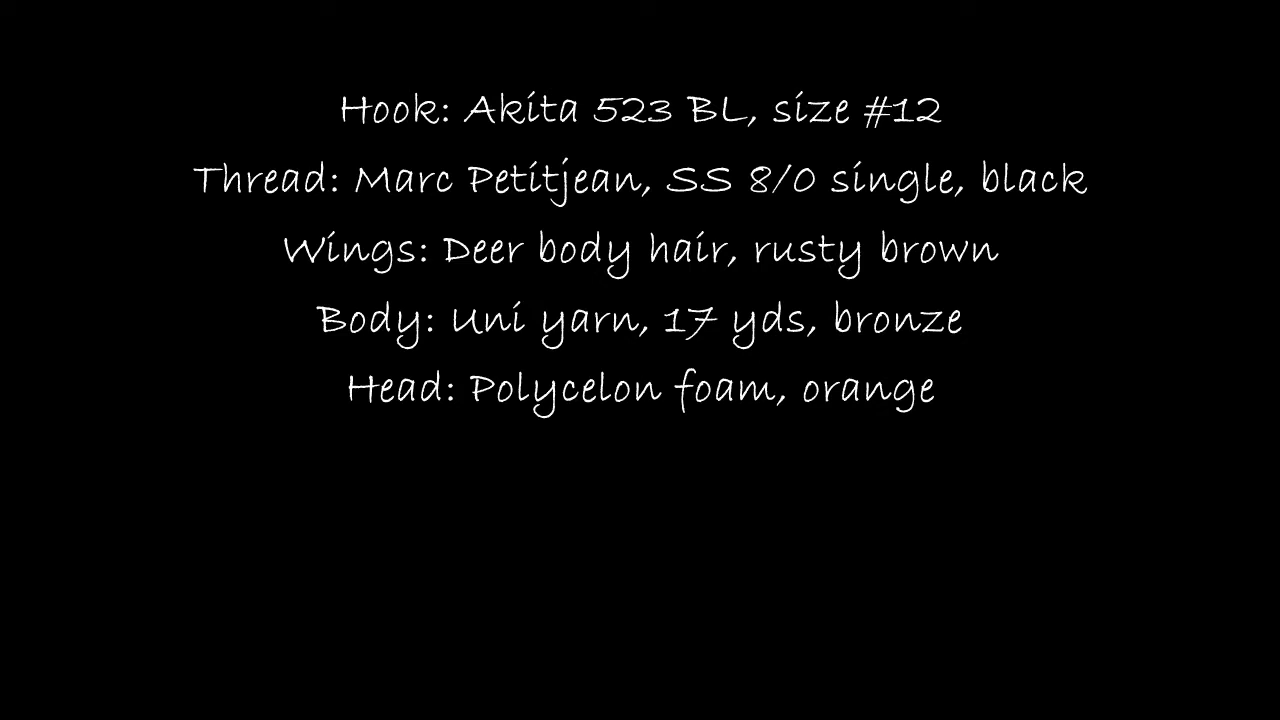 Hook: Akita 523 BL, size #12
Thread: Marc Petitjean, SS 8/0 single, black
Wings: Deer body hair, rusty brown
Body: Uni yarn, 17 yds, bronze
Head: Polycelon foam, orange